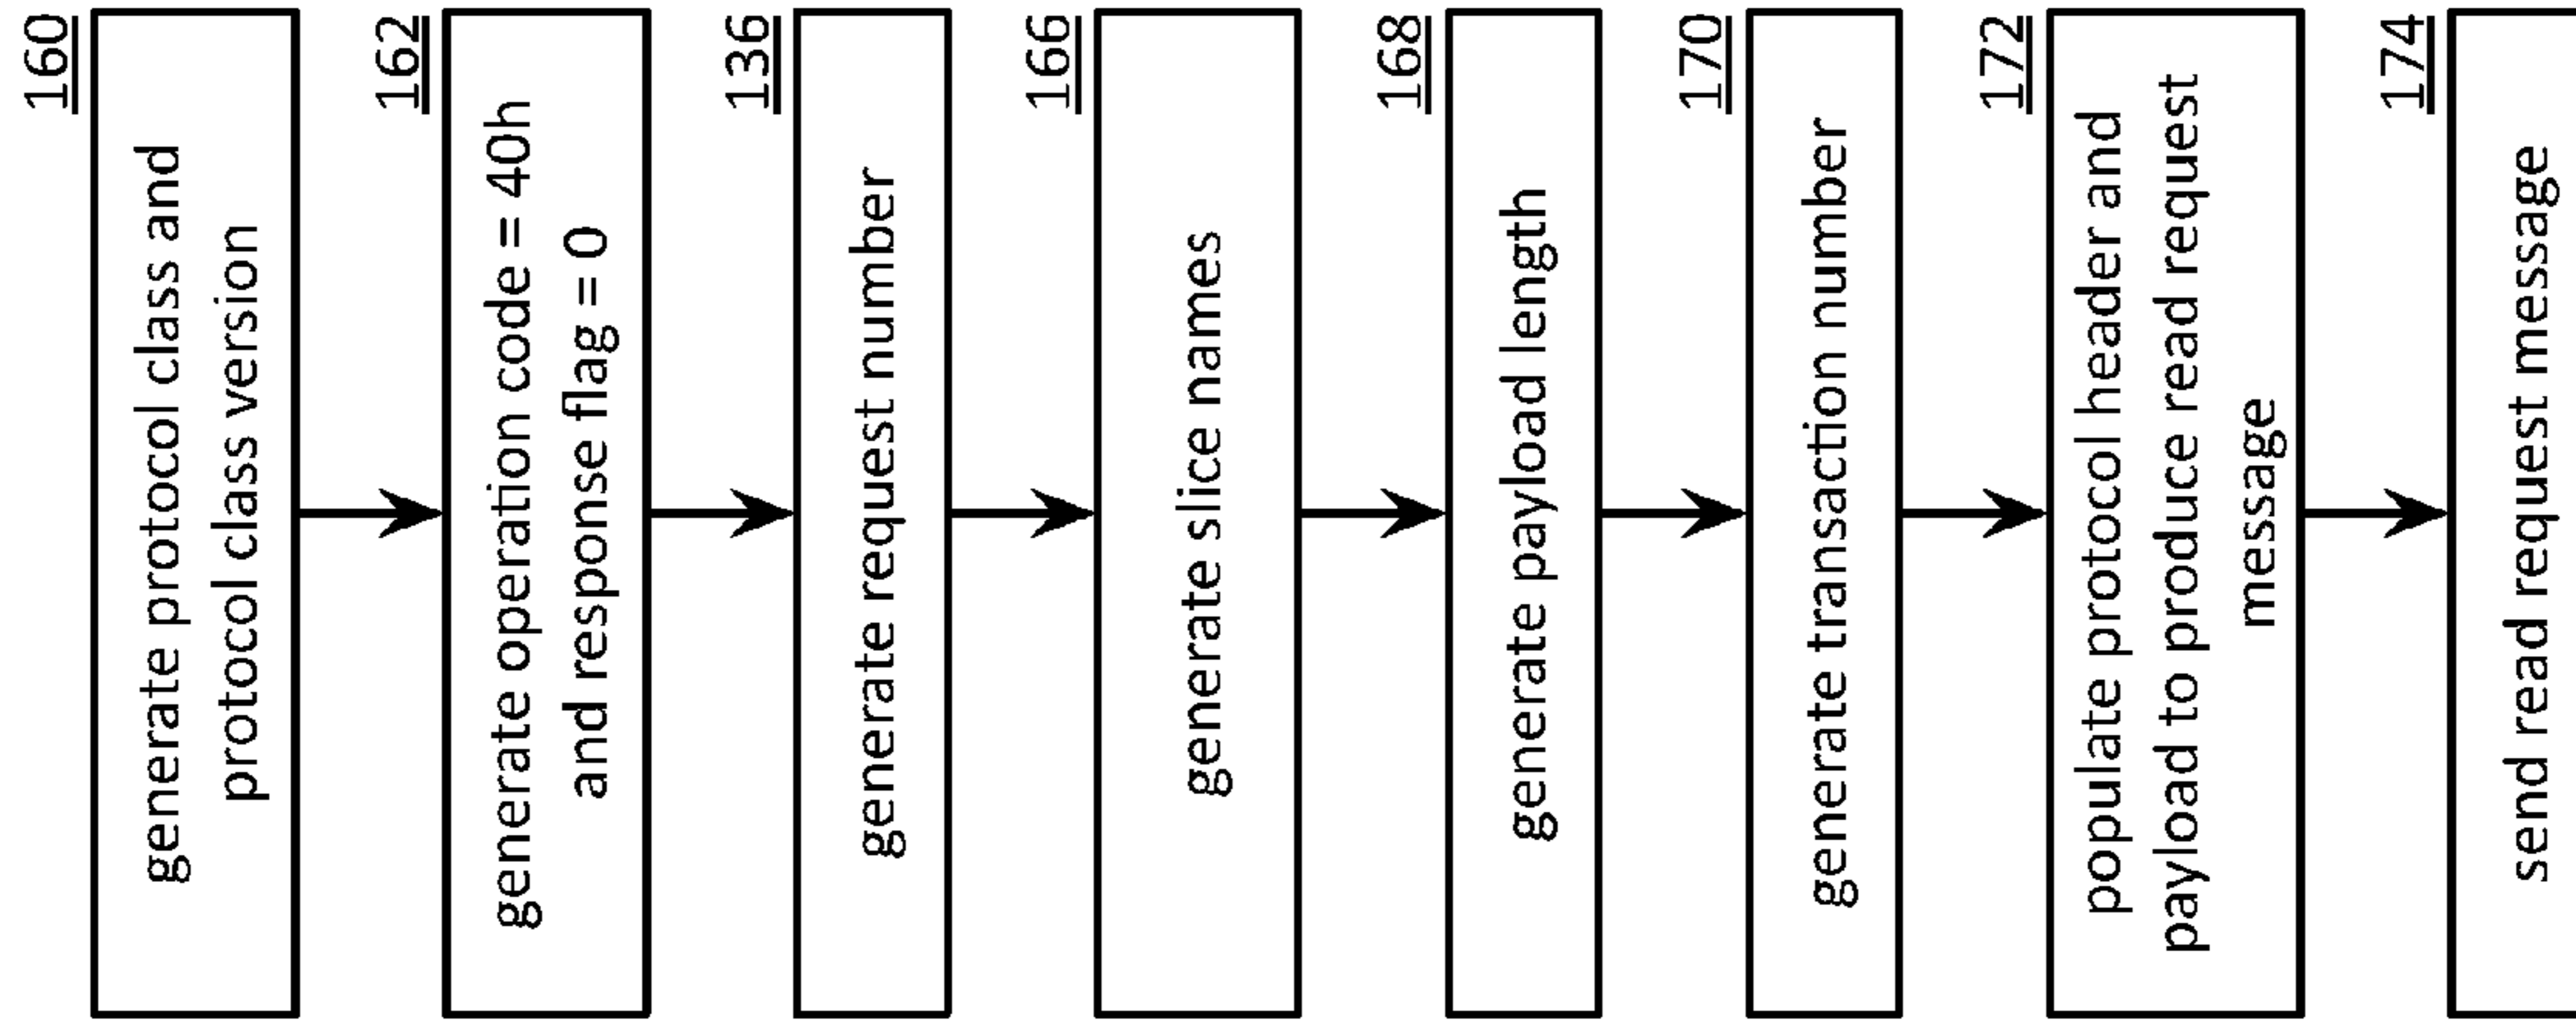 160
generate protocol class and
protocol class version
162
generate operation code = 40h
and response flag = 0
136
generate request number
166
generate slice names
168
generate payload length
170
generate transaction number
172
populate protocol header and
payload to produce read request
message
174
send read request message